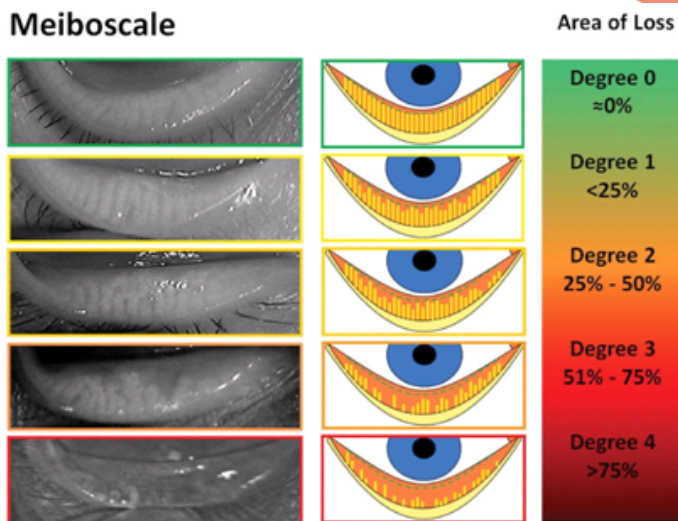 Meiboscale
Area of Loss
Degree 0
≈0%
Degree 1
<25%
Degree 2
25% - 50%
Degree 3
51% - 75%
Degree 4
>75%